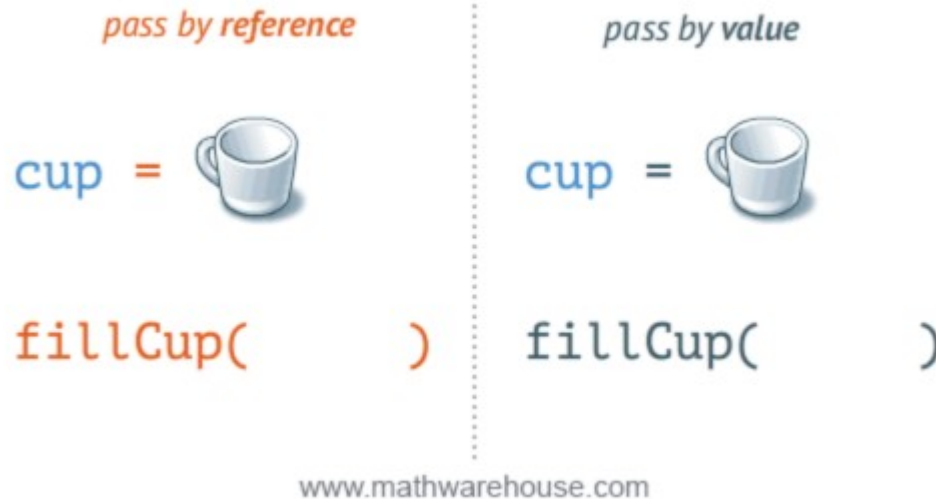 pass by reference
cup =
fillCup( )
pass by value
cup =
fillCup( )
www.mathwarehouse.com